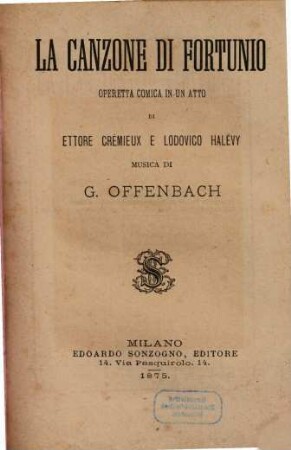 LA CANZONE DI FORTUNIO
OPERETTA COMICA IN UN ATTO
DI
ETTORE CRÉMIEUX E LODOVICO HALÉVY
MUSICA DI
G. OFFENBACH
MILANO
EDOARDO SONZOGNO, EDITORE
14. Via Pasquirolo. 14.
1875.